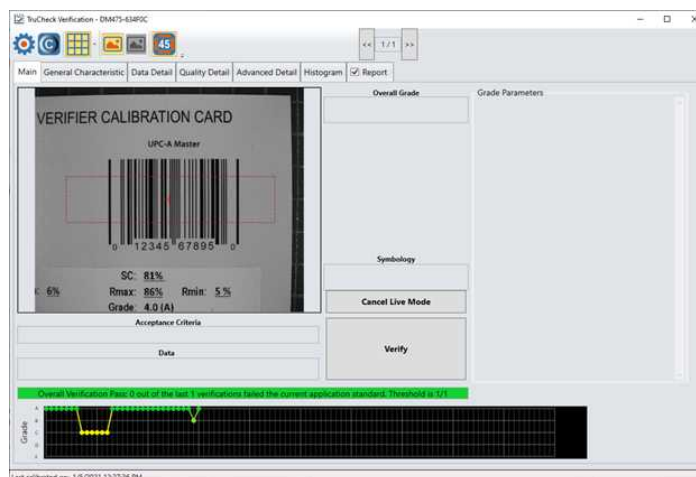 TruCheck Verification - DM475-634F0C
45
<< 1 / 1 >>
Main General Characteristic Data Detail Quality Detail Advanced Detail Histogram Report
Overall Grade
Grade Parameters
VERIFIER CALIBRATION CARD
UPC-A Master
0 12345 67895 0
SC: 81%
6% Rmax: 86% Rmin: 5 %
Grade: 4.0 (A)
Symbology
Cancel Live Mode
Acceptance Criteria
Verify
Data
Overall Verification Pass: 0 out of the last 1 verifications failed the current application standard. Threshold is 1/1
Grade
A
B
C
D